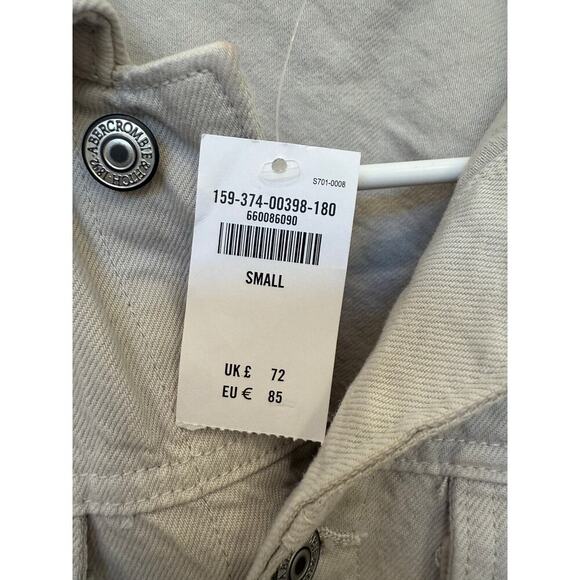 ABERCROMBIE & FITCH · 1892 ·
S701-0008
159-374-00398-180
660086090
SMALL
UK £ 72
EU € 85